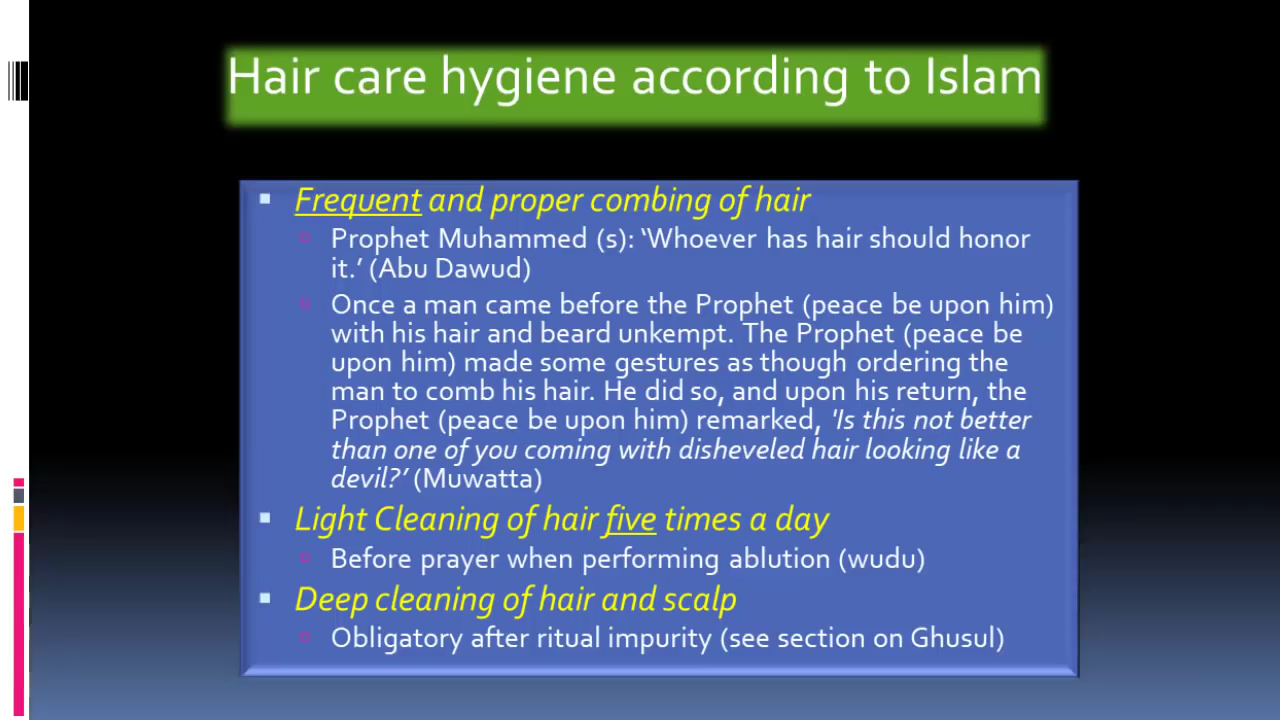 Hair care hygiene according to Islam
Frequent and proper combing of hair
Prophet Muhammed (s): ‘Whoever has hair should honor
it.’ (Abu Dawud)
Once a man came before the Prophet (peace be upon him)
with his hair and beard unkempt. The Prophet (peace be
upon him) made some gestures as though ordering the
man to comb his hair. He did so, and upon his return, the
Prophet (peace be upon him) remarked, 'Is this not better
than one of you coming with disheveled hair looking like a
devil?’ (Muwatta)
Light Cleaning of hair five times a day
Before prayer when performing ablution (wudu)
Deep cleaning of hair and scalp
Obligatory after ritual impurity (see section on Ghusul)